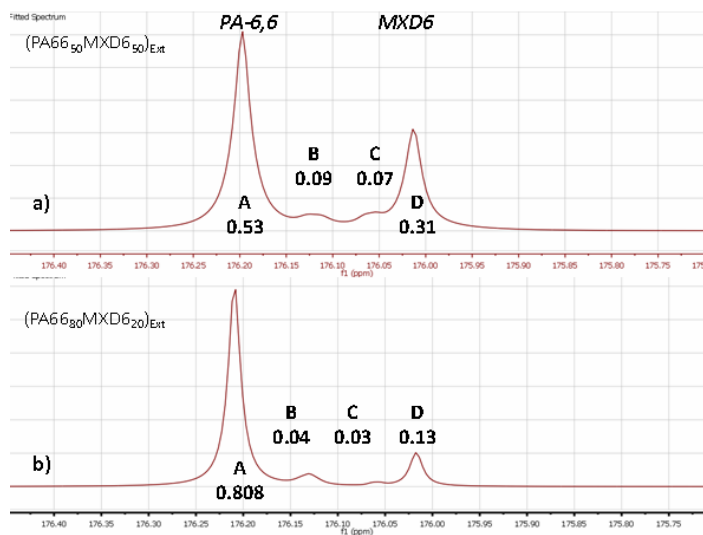 Fitted Spectrum
PA-6,6 MXD6
(PA66₅₀MXD6₅₀)Ext
B C
0.09 0.07
a) A D
0.53 0.31
176.40 176.35 176.30 176.25 176.20 176.15 176.10 176.05 176.00 175.95 175.90 175.85 175.80 175.75
f1 (ppm)
(PA66₈₀MXD6₂₀)Ext
B C D
0.04 0.03 0.13
b) A
0.808
176.40 176.35 176.30 176.25 176.20 176.15 176.10 176.05 176.00 175.95 175.90 175.85 175.80 175.75
f1 (ppm)